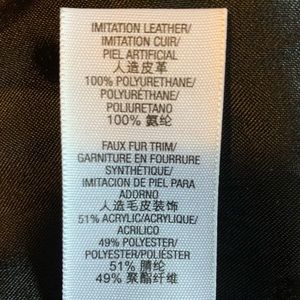 IMITATION LEATHER/
IMITATION CUIR/
PIEL ARTIFICIAL
人造皮革
100% POLYURETHANE/
POLYURÉTHANE/
POLIURETANO
100% 氨纶
FAUX FUR TRIM/
GARNITURE EN FOURRURE
SYNTHÉTIQUE/
IMITACION DE PIEL PARA
ADORNO
人造毛皮装饰
51% ACRYLIC/ACRYLIQUE/
ACRILICO
49% POLYESTER/
POLYESTER/POLIÉSTER
51% 腈纶
49% 聚酯纤维